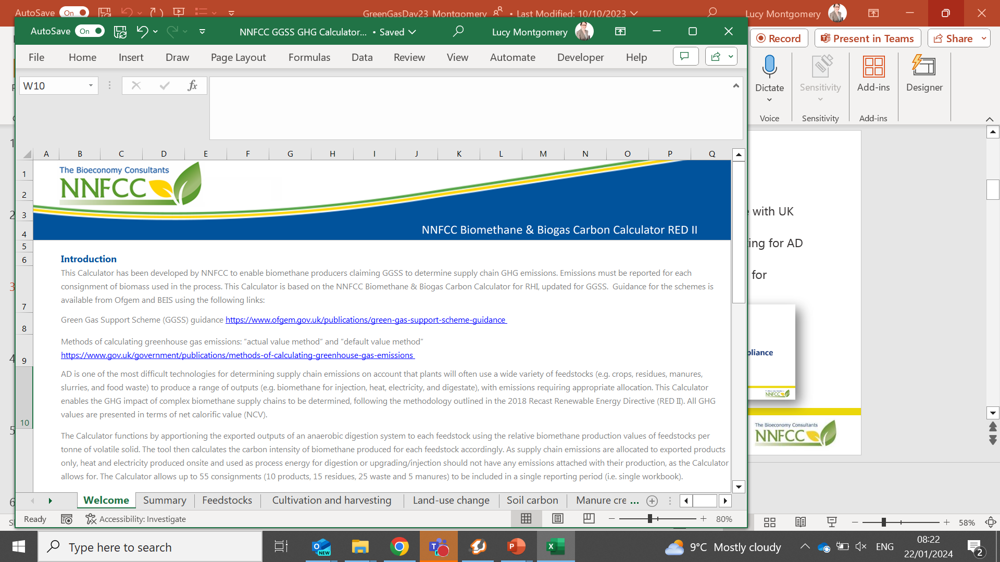 AutoSave On GreenGasDay23_Montgomery • Last Modified: 10/10/2023 Lucy Montgomery
AutoSave On NNFCC GGSS GHG Calculator... • Saved Lucy Montgomery
Record Present in Teams Share
File Home Insert Draw Page Layout Formulas Data Review View Automate Developer Help
W10 fx
Dictate Sensitivity Add-ins Designer
Voice Sensitivity Add-ins
A B C D E F G H I J K L M N O P Q
1
2
3
4
5
6
7
8
9
10
The Bioeconomy Consultants
NNFCC
NNFCC Biomethane & Biogas Carbon Calculator RED II
Introduction
This Calculator has been developed by NNFCC to enable biomethane producers claiming GGSS to determine supply chain GHG emissions. Emissions must be reported for each
consignment of biomass used in the process. This Calculator is based on the NNFCC Biomethane & Biogas Carbon Calculator for RHI, updated for GGSS.  Guidance for the schemes is
available from Ofgem and BEIS using the following links:
Green Gas Support Scheme (GGSS) guidance https://www.ofgem.gov.uk/publications/green-gas-support-scheme-guidance
Methods of calculating greenhouse gas emissions: “actual value method” and “default value method”
https://www.gov.uk/government/publications/methods-of-calculating-greenhouse-gas-emissions
AD is one of the most difficult technologies for determining supply chain emissions on account that plants will often use a wide variety of feedstocks (e.g. crops, residues, manures,
slurries, and food waste) to produce a range of outputs (e.g. biomethane for injection, heat, electricity, and digestate), with emissions requiring appropriate allocation. This Calculator
enables the GHG impact of complex biomethane supply chains to be determined, following the methodology outlined in the 2018 Recast Renewable Energy Directive (RED II). All GHG
values are presented in terms of net calorific value (NCV).
The Calculator functions by apportioning the exported outputs of an anaerobic digestion system to each feedstock using the relative biomethane production values of feedstocks per
tonne of volatile solid. The tool then calculates the carbon intensity of biomethane produced for each feedstock accordingly. As supply chain emissions are allocated to exported products
only, heat and electricity produced onsite and used as process energy for digestion or upgrading/injection should not have any emissions attached with their production, as the Calculator
allows for. The Calculator allows up to 55 consignments (10 products, 15 residues, 25 waste and 5 manures) to be included in a single reporting period (i.e. single workbook).
Welcome Summary Feedstocks Cultivation and harvesting Land-use change Soil carbon Manure cre ...
Ready Accessibility: Investigate 80%
1
2
3
4
5
6
with UK
ing for AD
for
pliance
The Bioeconomy Consultants
NNFCC
58%
Type here to search
9°C Mostly cloudy ENG 08:22
22/01/2024
2